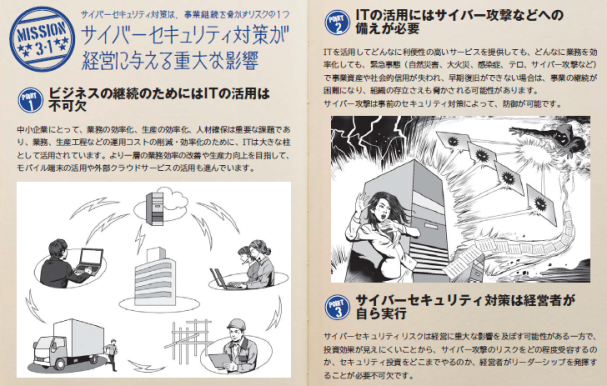 MISSION
3-1
サイバーセキュリティ対策は、事業継続を脅かすリスクの1つ
サイバーセキュリティ対策が
経営に与える重大な影響
POINT
1
ビジネスの継続のためにはITの活用は
不可欠
中小企業にとって、業務の効率化、生産の効率化、人材確保は重要な課題であ
り、業務、生産工程などの運用コストの削減・効率化のために、ITは大きな柱
として活用されています。より一層の業務効率の改善や生産力向上を目指して、
モバイル端末の活用や外部クラウドサービスの活用も進んでいます。
POINT
2
ITの活用にはサイバー攻撃などへの
備えが必要
ITを活用してどんなに利便性の高いサービスを提供しても、どんなに業務を効
率化しても、緊急事態（自然災害、大火災、感染症、テロ、サイバー攻撃など）
で事業資産や社会的信用が失われ、早期復旧ができない場合は、事業の継続が
困難になり、組織の存立さえも脅かされる可能性があります。
サイバー攻撃は事前のセキュリティ対策によって、防御が可能です。
POINT
3
サイバーセキュリティ対策は経営者が
自ら実行
サイバーセキュリティリスクは経営に重大な影響を及ぼす可能性がある一方で、
投資効果が見えにくいことから、サイバー攻撃のリスクをどの程度受容するの
か、セキュリティ投資をどこまでやるのか、経営者がリーダーシップを発揮す
ることが必要不可欠です。